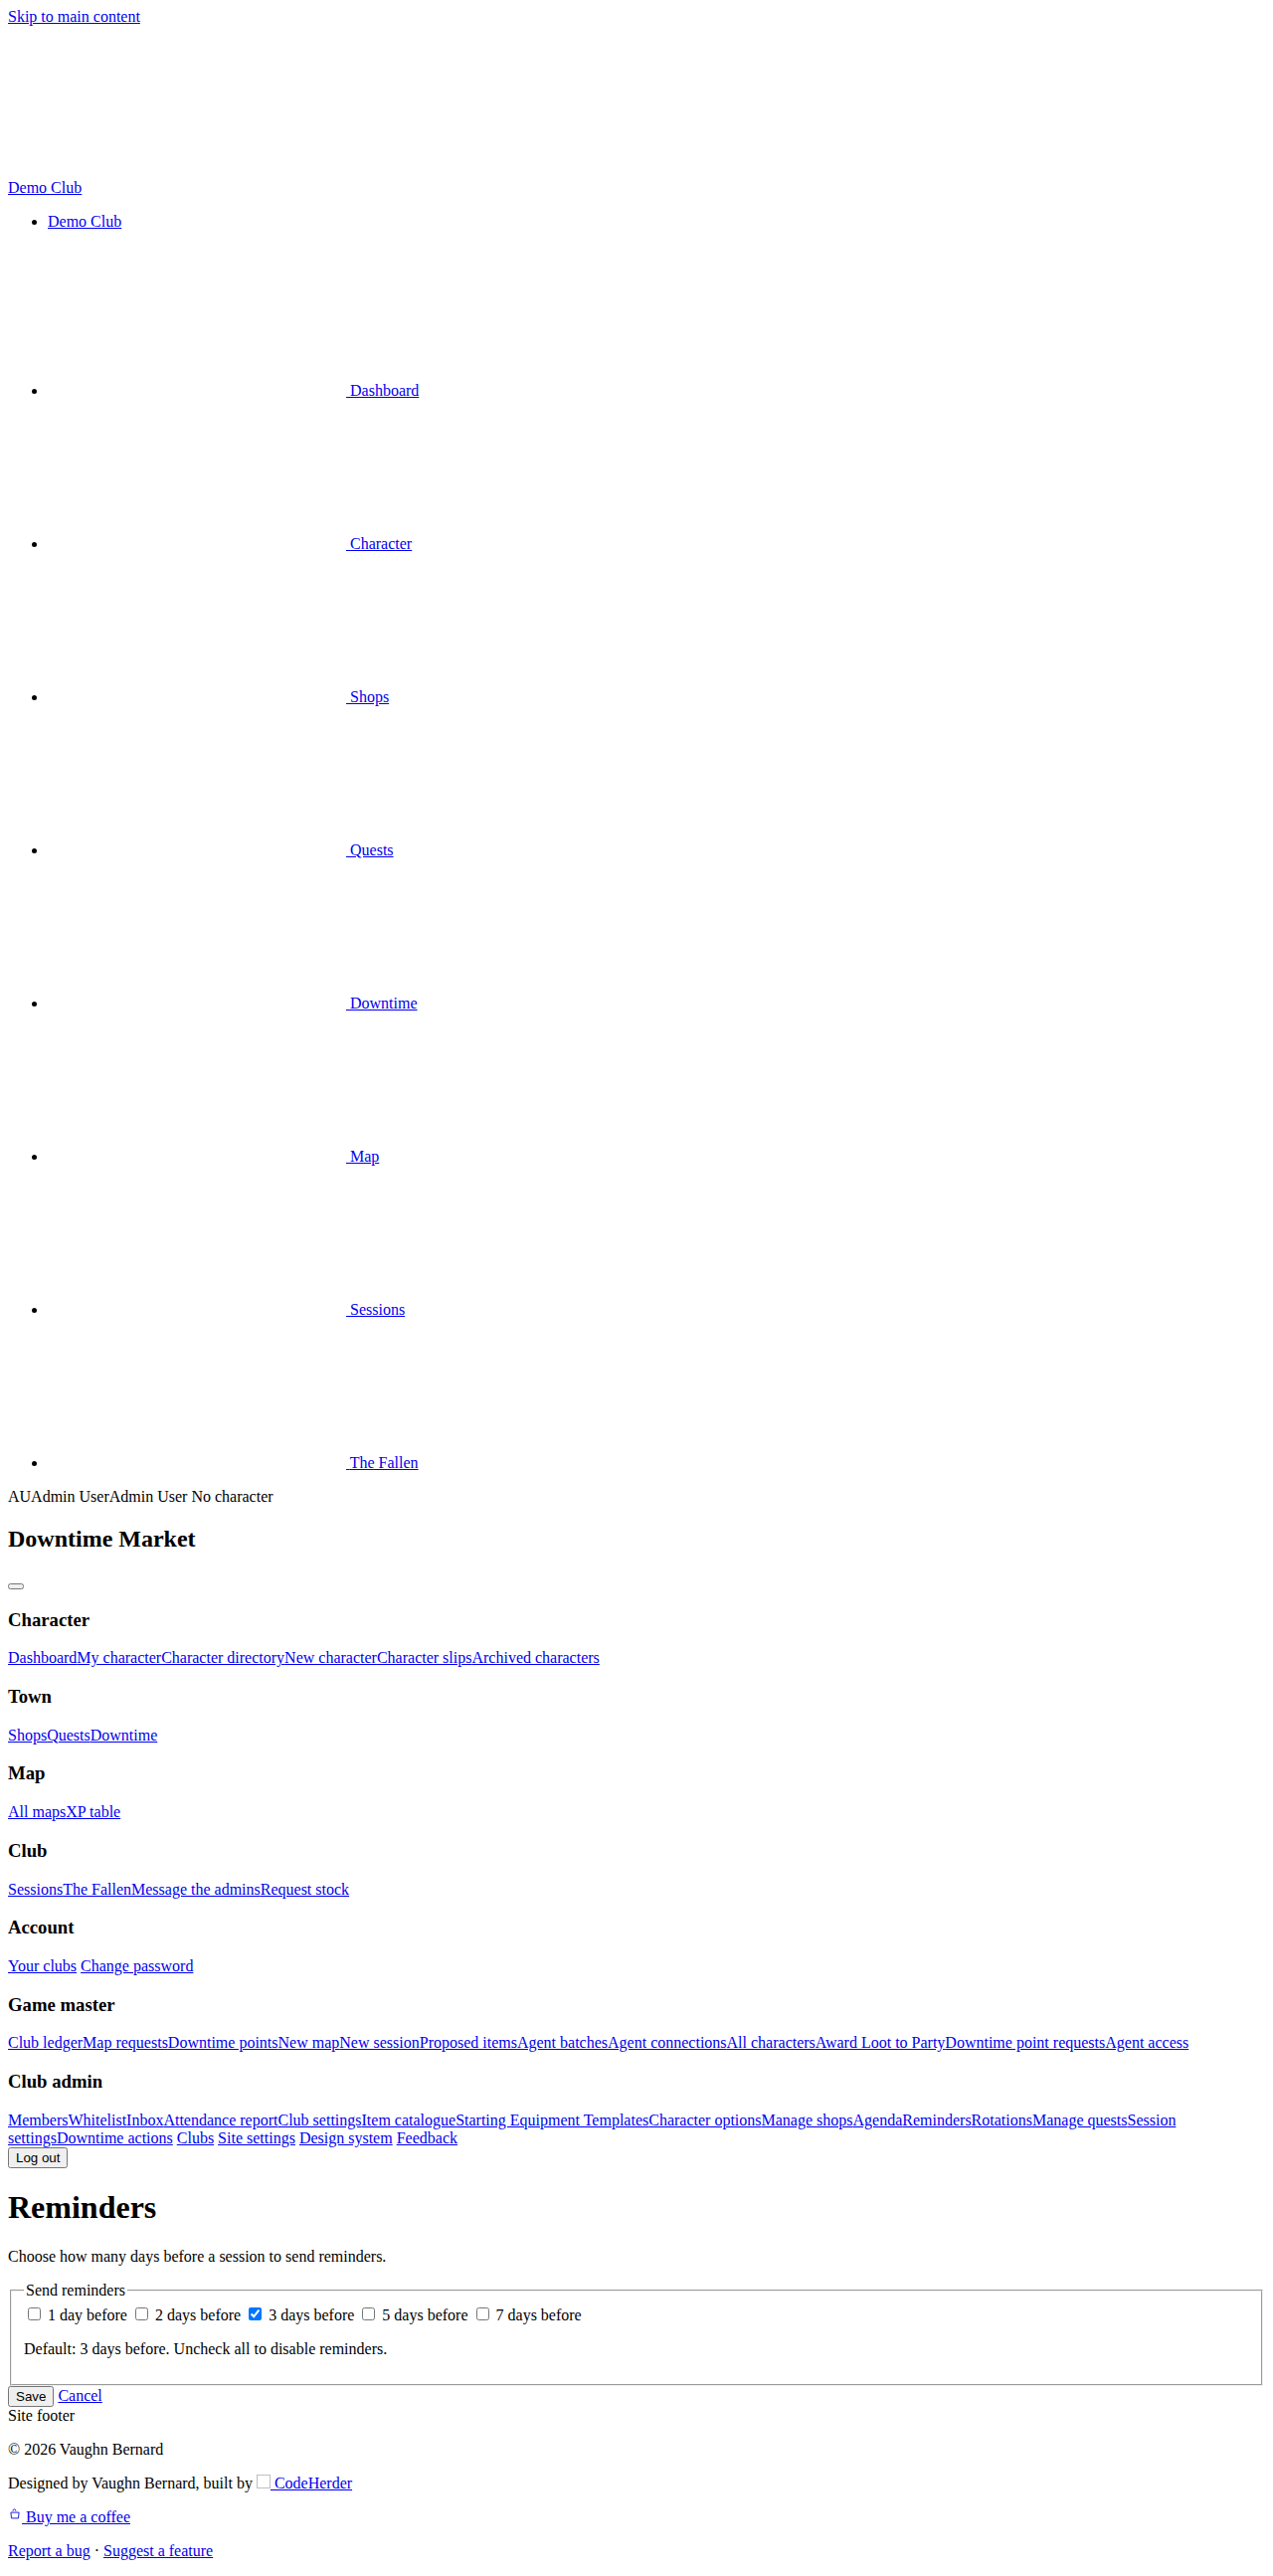 Skip to main content
Demo Club
Demo Club
Dashboard
Character
Shops
Quests
Downtime
Map
Sessions
The Fallen
AUAdmin UserAdmin User No character
Downtime Market
Character
DashboardMy characterCharacter directoryNew characterCharacter slipsArchived characters
Town
ShopsQuestsDowntime
Map
All mapsXP table
Club
SessionsThe FallenMessage the adminsRequest stock
Account
Your clubs Change password
Game master
Club ledgerMap requestsDowntime pointsNew mapNew sessionProposed itemsAgent batchesAgent connectionsAll charactersAward Loot to PartyDowntime point requestsAgent access
Club admin
MembersWhitelistInboxAttendance reportClub settingsItem catalogueStarting Equipment TemplatesCharacter optionsManage shopsAgendaRemindersRotationsManage questsSession
settingsDowntime actions Clubs Site settings Design system Feedback
Log out
Reminders
Choose how many days before a session to send reminders.
Send reminders
1 day before 2 days before 3 days before 5 days before 7 days before
Default: 3 days before. Uncheck all to disable reminders.
Save Cancel
Site footer
© 2026 Vaughn Bernard
Designed by Vaughn Bernard, built by CodeHerder
Buy me a coffee
Report a bug · Suggest a feature